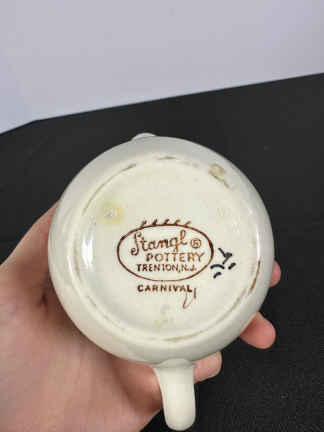 Stangl ®
POTTERY
TRENTON, N.J.
CARNIVAL